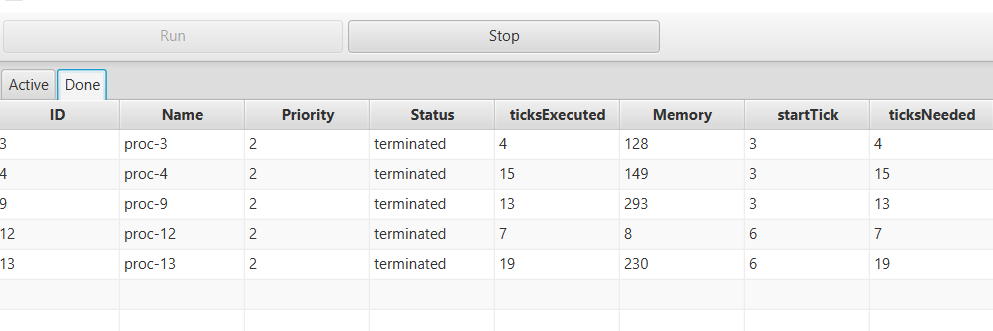 Run Stop
Active Done
ID Name Priority Status ticksExecuted Memory startTick ticksNeeded
3 proc-3 2 terminated 4 128 3 4
4 proc-4 2 terminated 15 149 3 15
9 proc-9 2 terminated 13 293 3 13
12 proc-12 2 terminated 7 8 6 7
13 proc-13 2 terminated 19 230 6 19